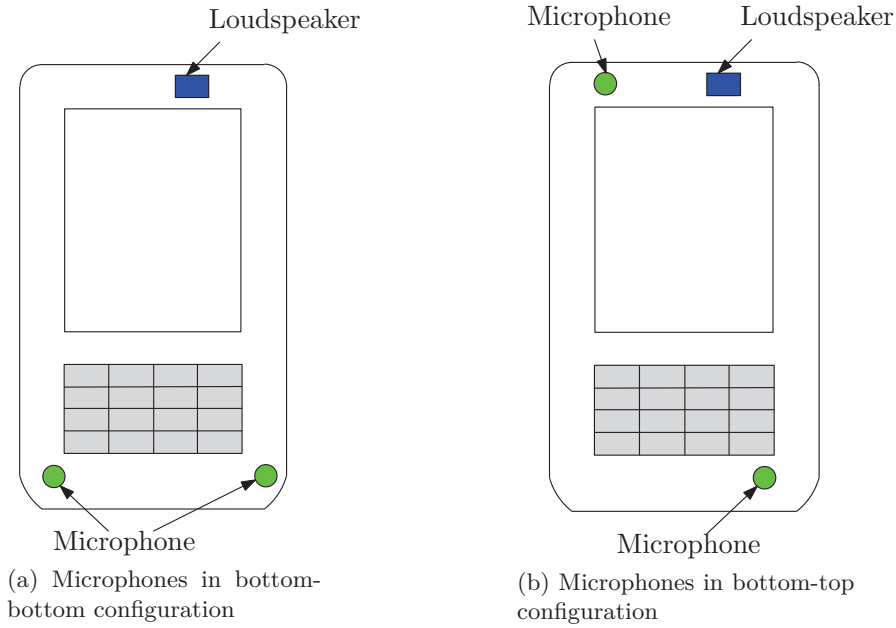 Loudspeaker
Microphone
(a) Microphones in bottom-
bottom configuration
Microphone
Loudspeaker
Microphone
(b) Microphones in bottom-top
configuration